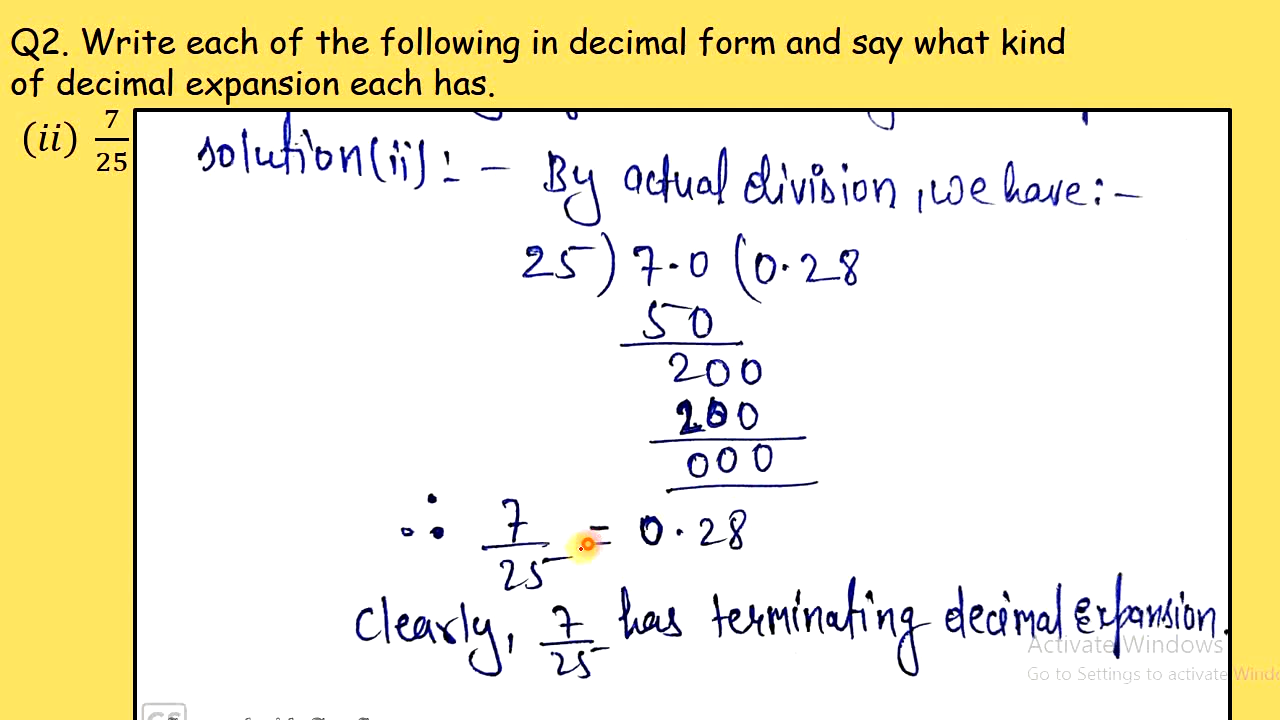 Q2. Write each of the following in decimal form and say what kind
of decimal expansion each has.
(ii) 7/25
solution(ii):- By actual division, we have:-
25) 7.0 (0.28
50
200
200
000
∴ 7/25 = 0.28
Clearly, 7/25 has terminating decimal expansion.
Activate Windows
Go to Settings to activate Windo
CS